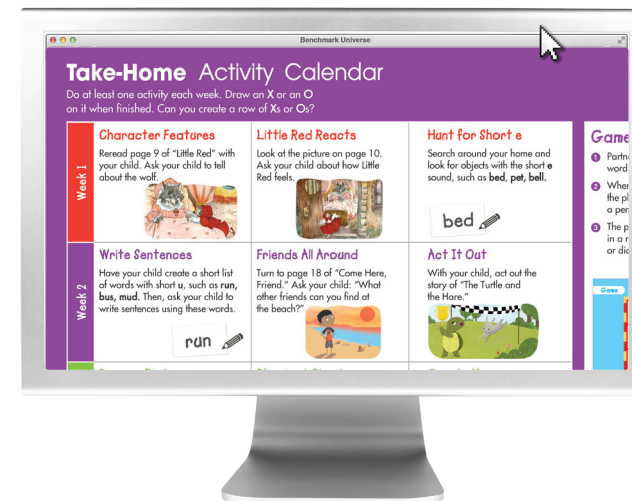 Benchmark Universe
Take-Home Activity Calendar
Do at least one activity each week. Draw an X or an O
on it when finished. Can you create a row of Xs or Os?
Week 1
Character Features
Reread page 9 of "Little Red" with
your child. Ask your child to tell
about the wolf.
Little Red Reacts
Look at the picture on page 10.
Ask your child about how Little
Red feels.
Hunt for Short e
Search around your home and
look for objects with the short e
sound, such as bed, pet, bell.
bed
Week 2
Write Sentences
Have your child create a short list
of words with short u, such as run,
bus, mud. Then, ask your child to
write sentences using these words.
run
Friends All Around
Turn to page 18 of "Come Here,
Friend." Ask your child: "What
other friends can you find at
the beach?"
Act It Out
With your child, act out the
story of "The Turtle and
the Hare."
Game
1 Partn
word
2 When
the pl
a per
3 The p
in a r
or di
Game